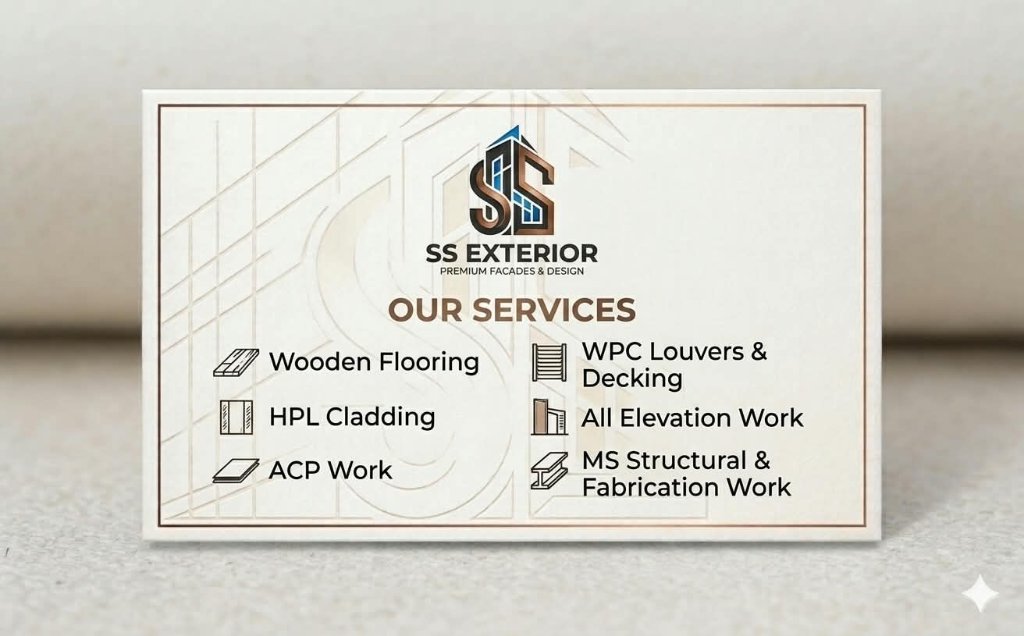 SS
SS EXTERIOR
PREMIUM FACADES & DESIGN
OUR SERVICES
Wooden Flooring
HPL Cladding
ACP Work
WPC Louvers &
Decking
All Elevation Work
MS Structural &
Fabrication Work